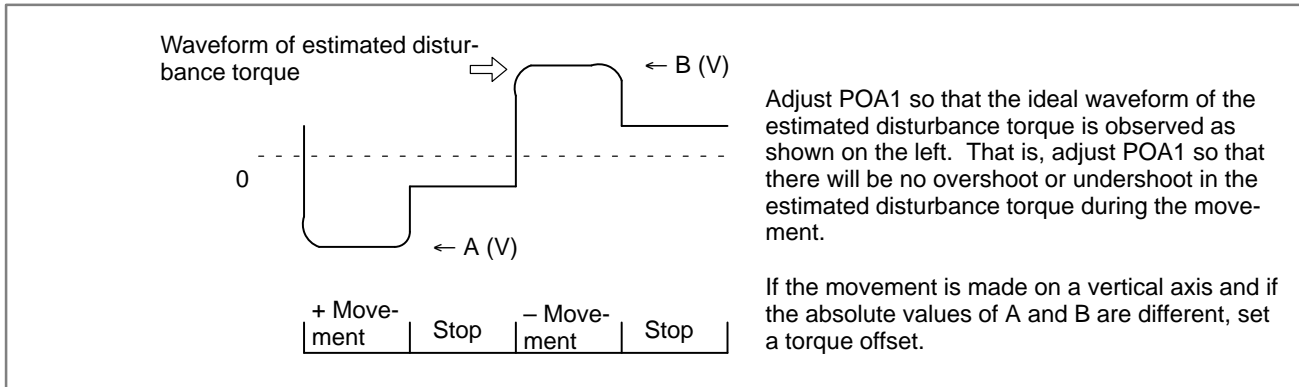 Waveform of estimated distur-
bance torque
← B (V)
0
← A (V)
+ Move-
ment
Stop
– Move-
ment
Stop
Adjust POA1 so that the ideal waveform of the
estimated disturbance torque is observed as
shown on the left. That is, adjust POA1 so that
there will be no overshoot or undershoot in the
estimated disturbance torque during the move-
ment.
If the movement is made on a vertical axis and if
the absolute values of A and B are different, set
a torque offset.